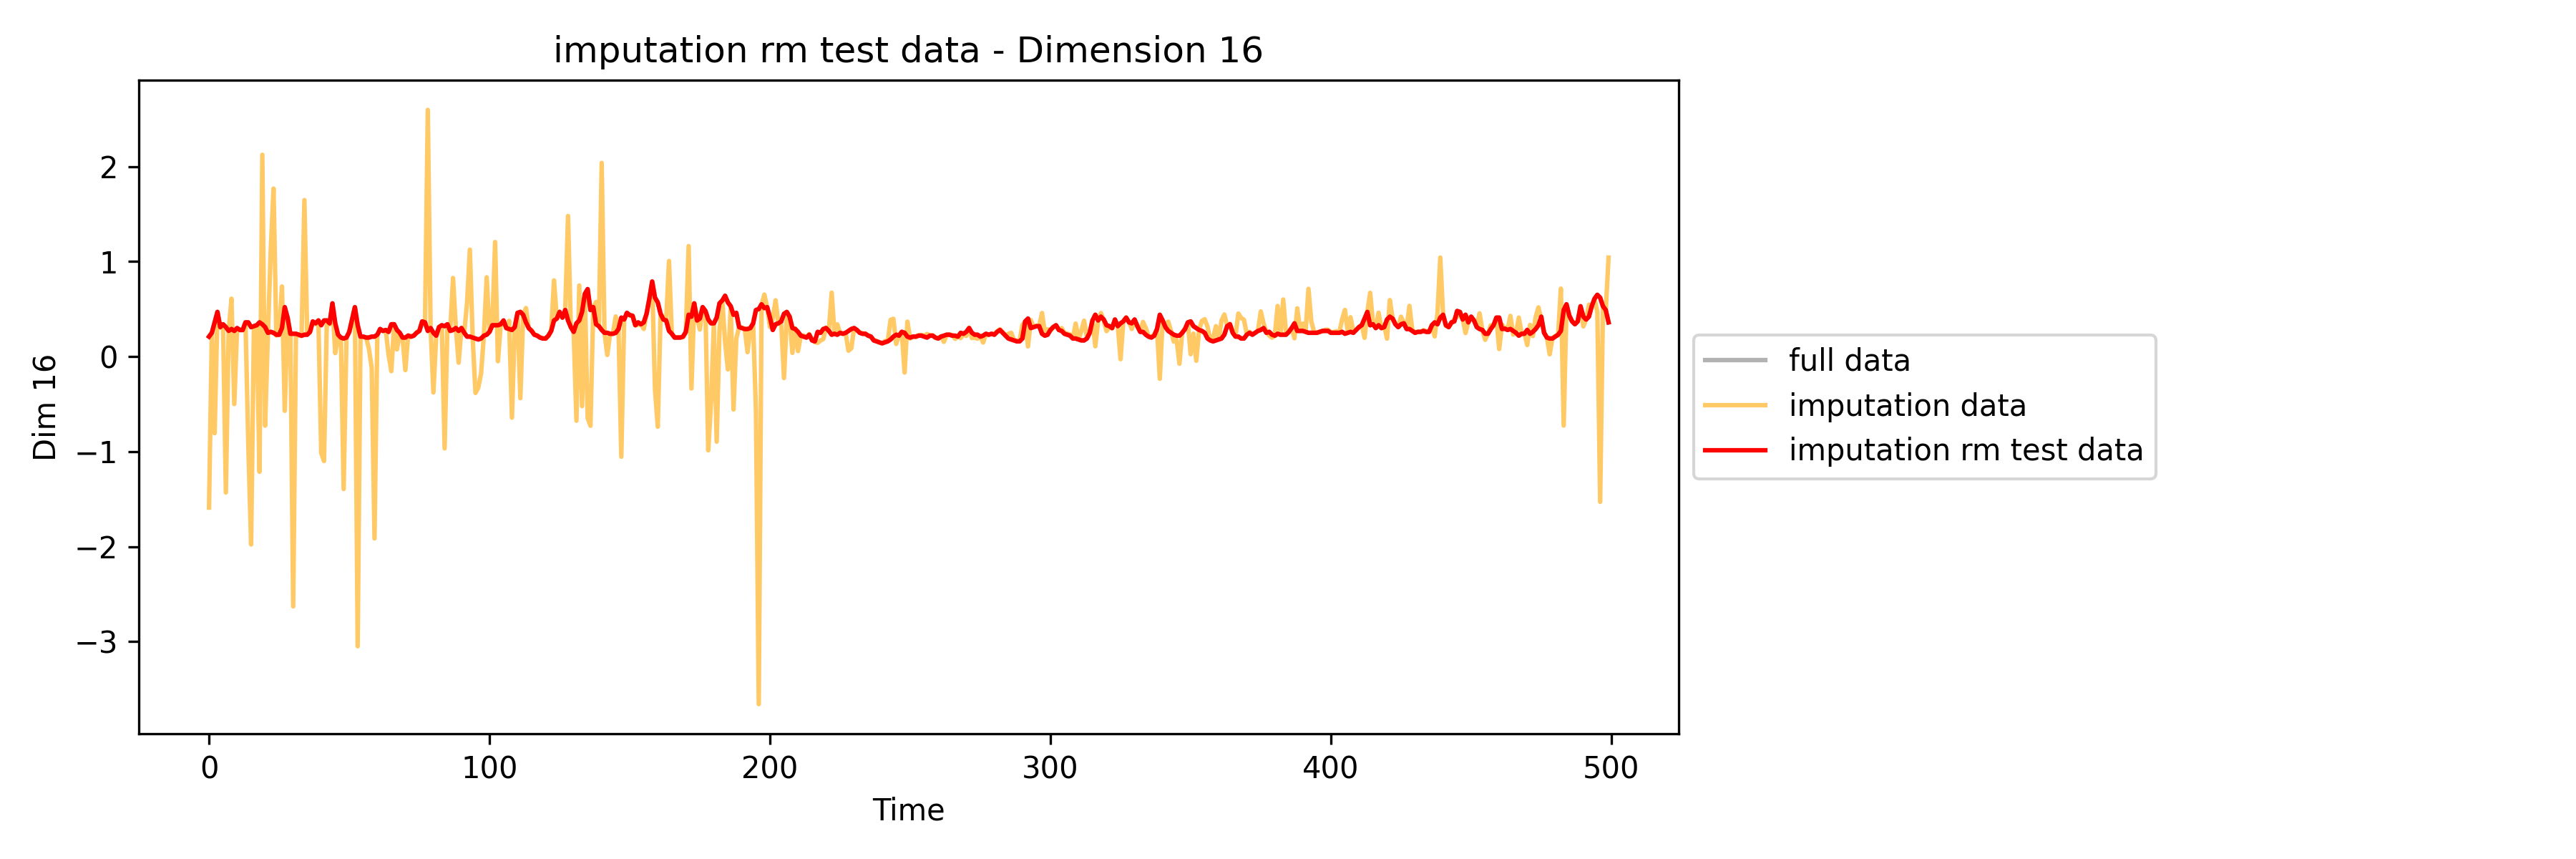 imputation rm test data - Dimension 16
Dim 16
2
1
0
−1
−2
−3
0 100 200 300 400 500
Time
full data
imputation data
imputation rm test data